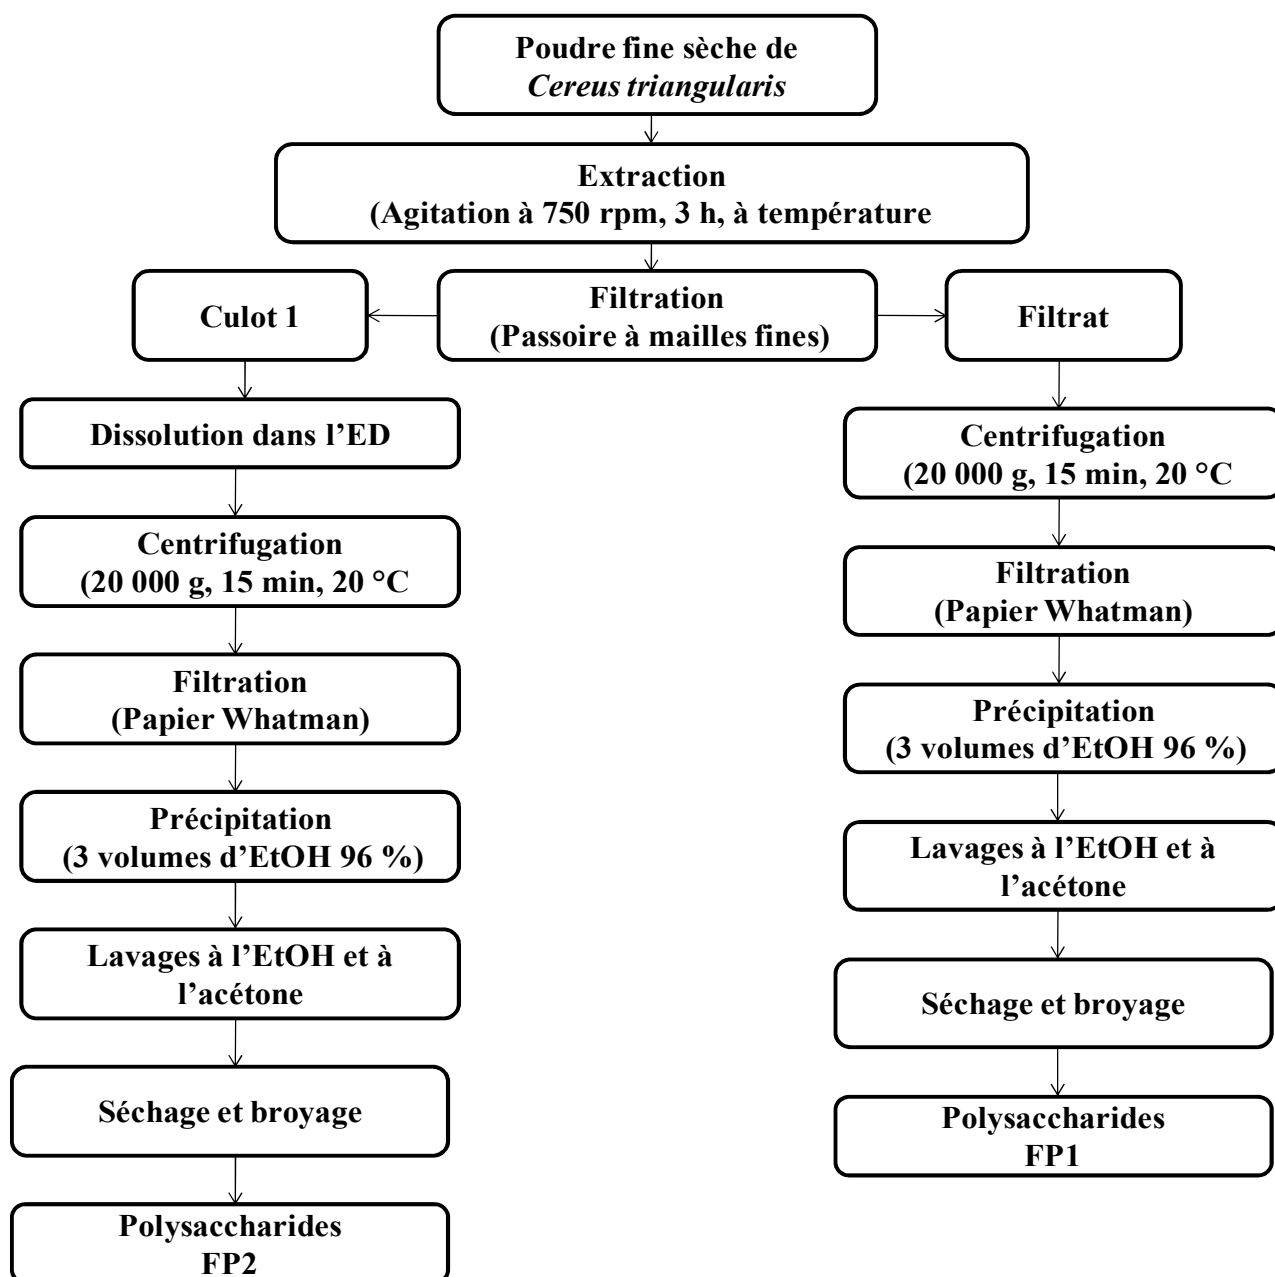 Poudre fine sèche de
Cereus triangularis
Extraction
(Agitation à 750 rpm, 3 h, à température
Culot 1
Filtration
(Passoire à mailles fines)
Filtrat
Dissolution dans l’ED
Centrifugation
(20 000 g, 15 min, 20 °C
Filtration
(Papier Whatman)
Précipitation
(3 volumes d’EtOH 96 %)
Lavages à l’EtOH et à
l’acétone
Séchage et broyage
Polysaccharides
FP2
Centrifugation
(20 000 g, 15 min, 20 °C
Filtration
(Papier Whatman)
Précipitation
(3 volumes d’EtOH 96 %)
Lavages à l’EtOH et à
l’acétone
Séchage et broyage
Polysaccharides
FP1